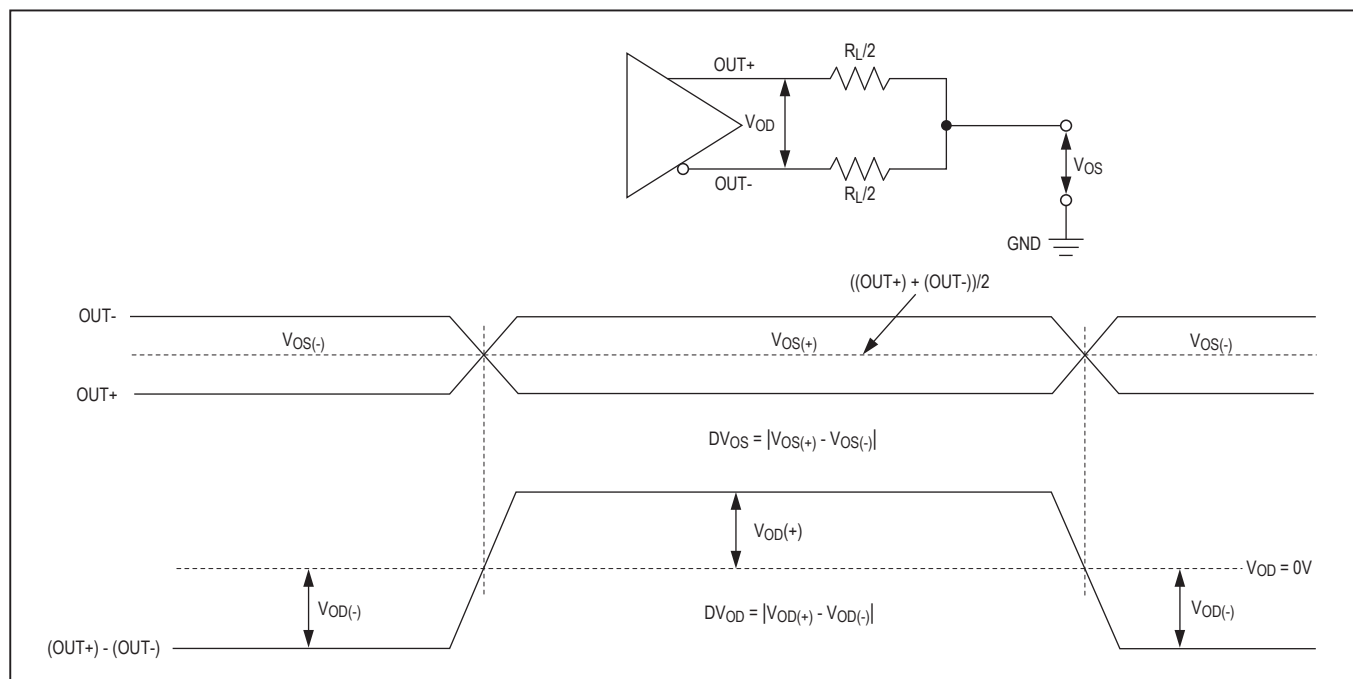 OUT+
RL/2
VOD
OUT-
RL/2
VOS
GND
((OUT+) + (OUT-))/2
OUT-
VOS(-)
VOS(+)
VOS(-)
OUT+
DVOS = |VOS(+) - VOS(-)|
VOD(+)
VOD = 0V
VOD(-)
DVOD = |VOD(+) - VOD(-)|
VOD(-)
(OUT+) - (OUT-)